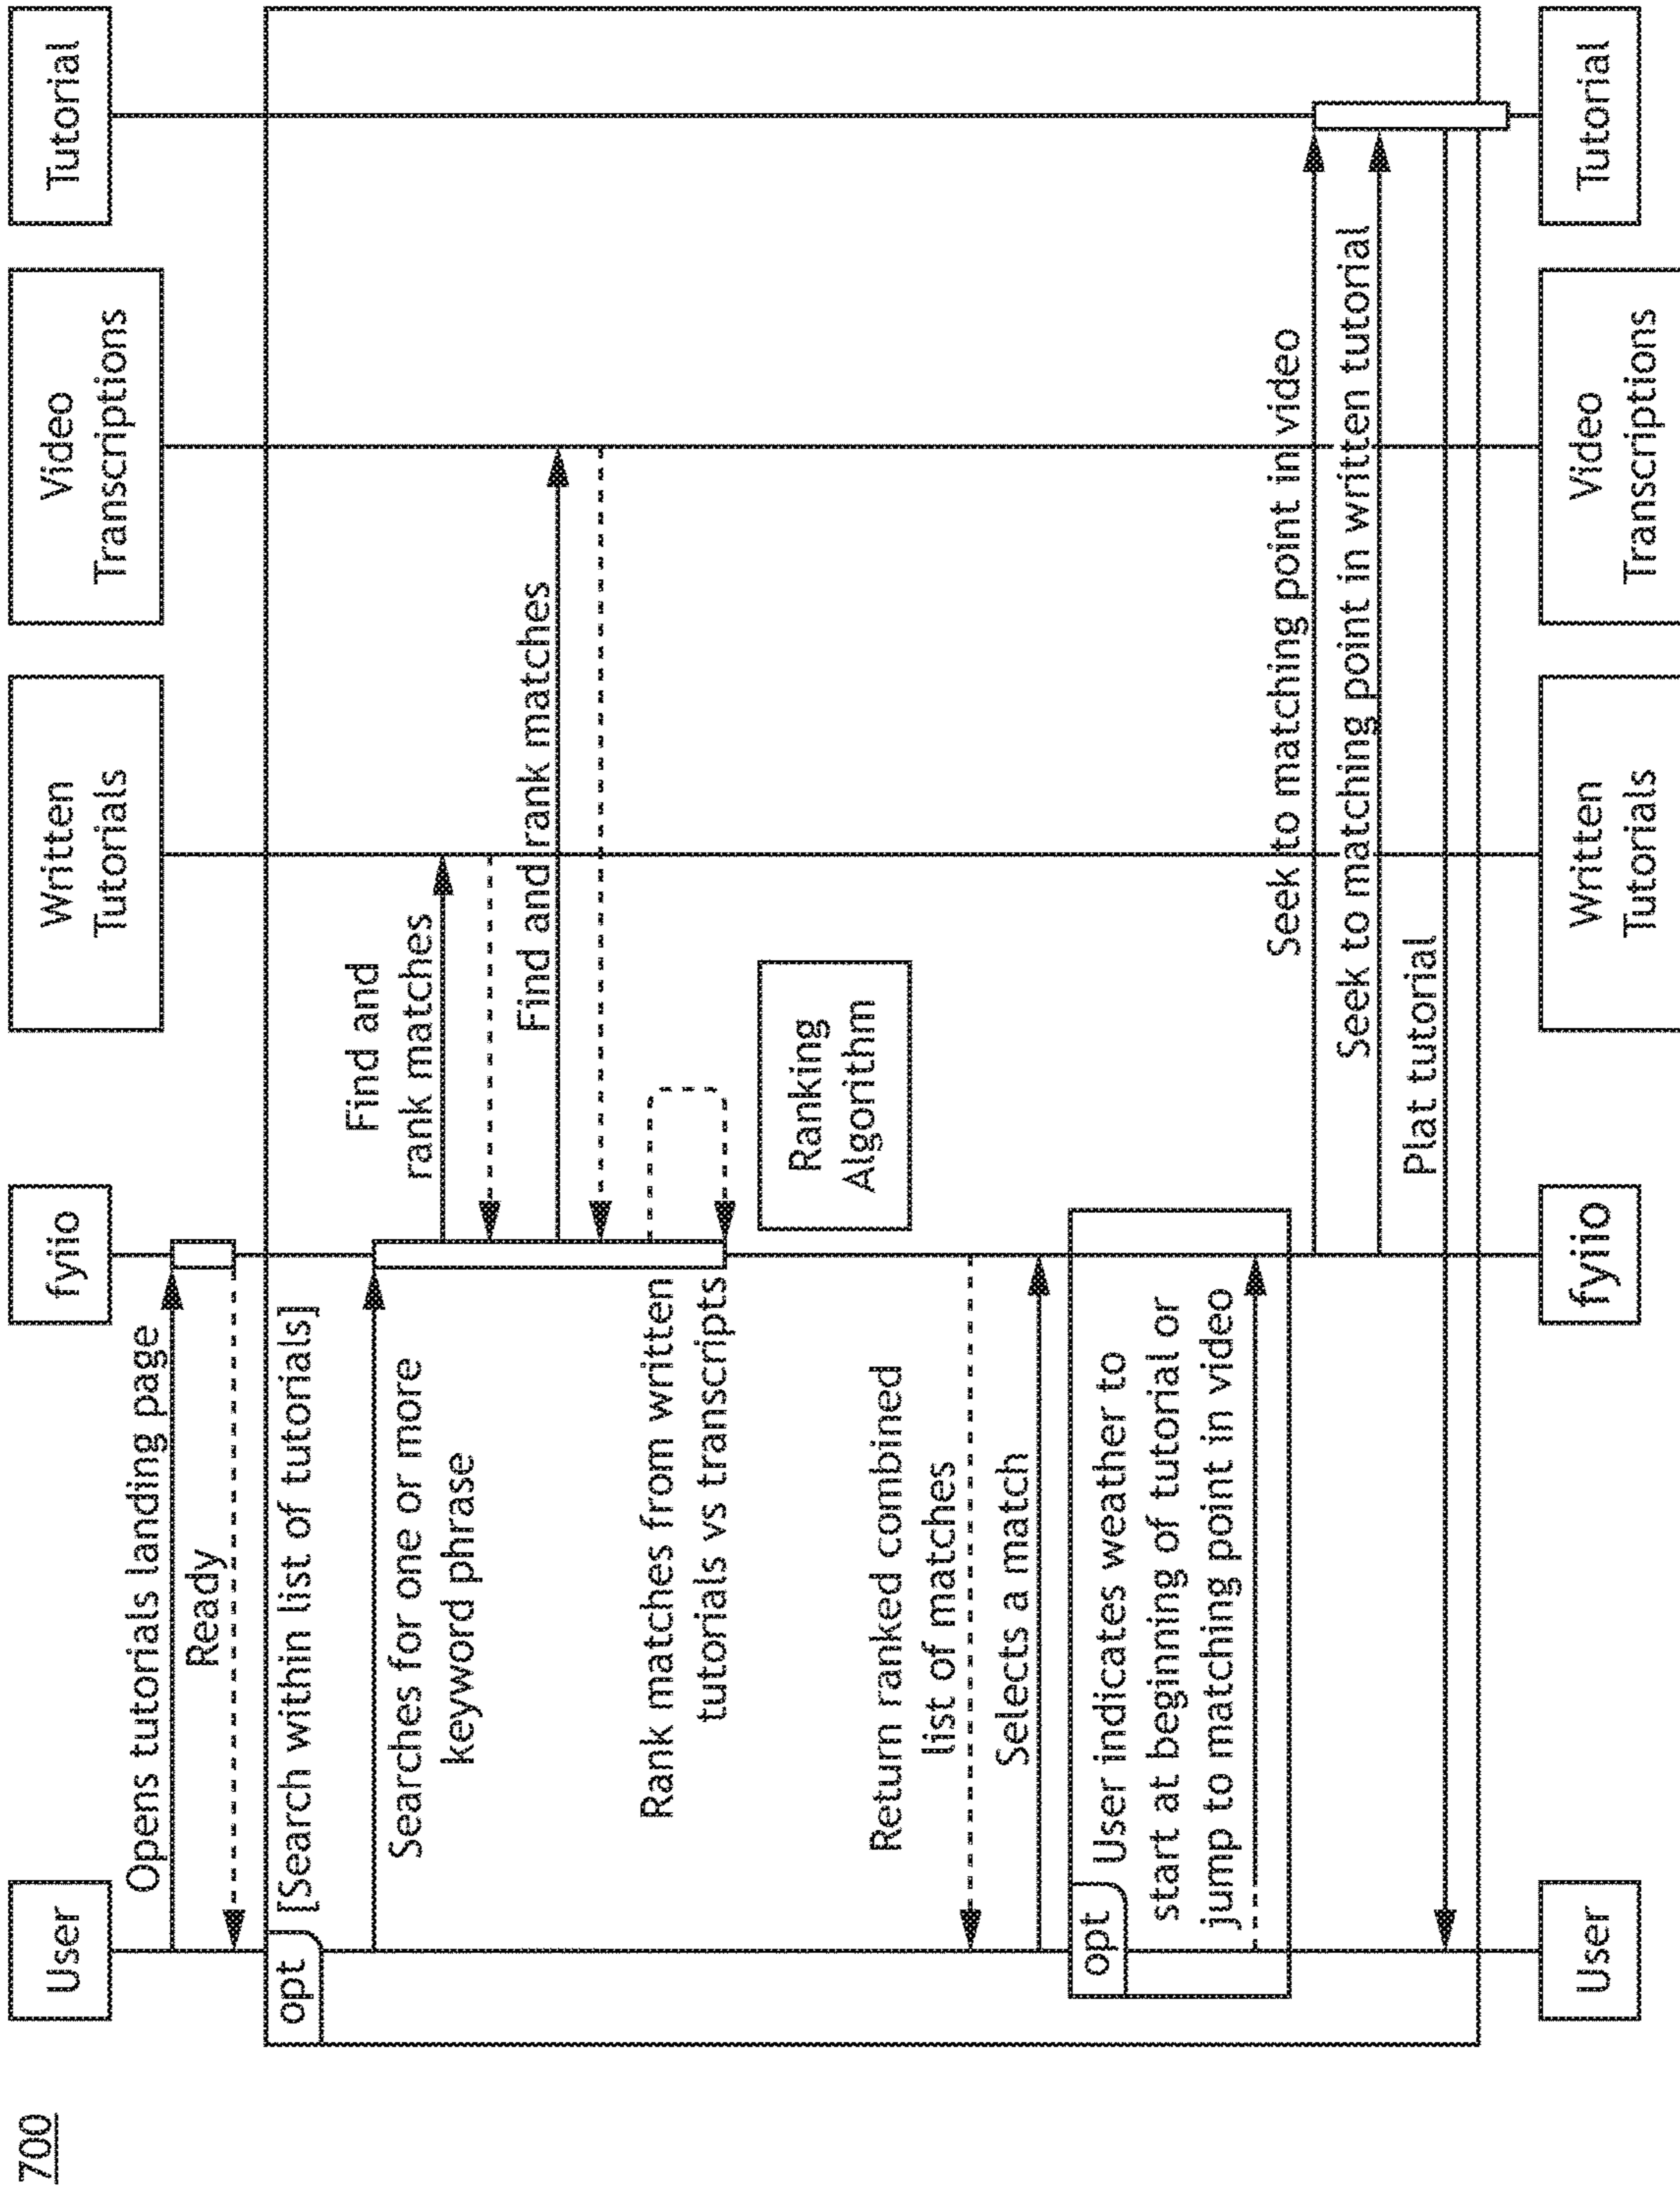 700
User
fyiio
Written
Tutorials
Video
Transcriptions
Tutorial
Opens tutorials landing page
Ready
opt
[Search within list of tutorials]
Searches for one or more
keyword phrase
Find and
rank matches
Find and rank matches
Rank matches from written
tutorials vs transcripts
Ranking
Algorithm
Return ranked combined
list of matches
Selects a match
opt
User indicates weather to
start at beginning of tutorial or
jump to matching point in video
Seek to matching point in video
Seek to matching point in written tutorial
Plat tutorial
User
fyiio
Written
Tutorials
Video
Transcriptions
Tutorial